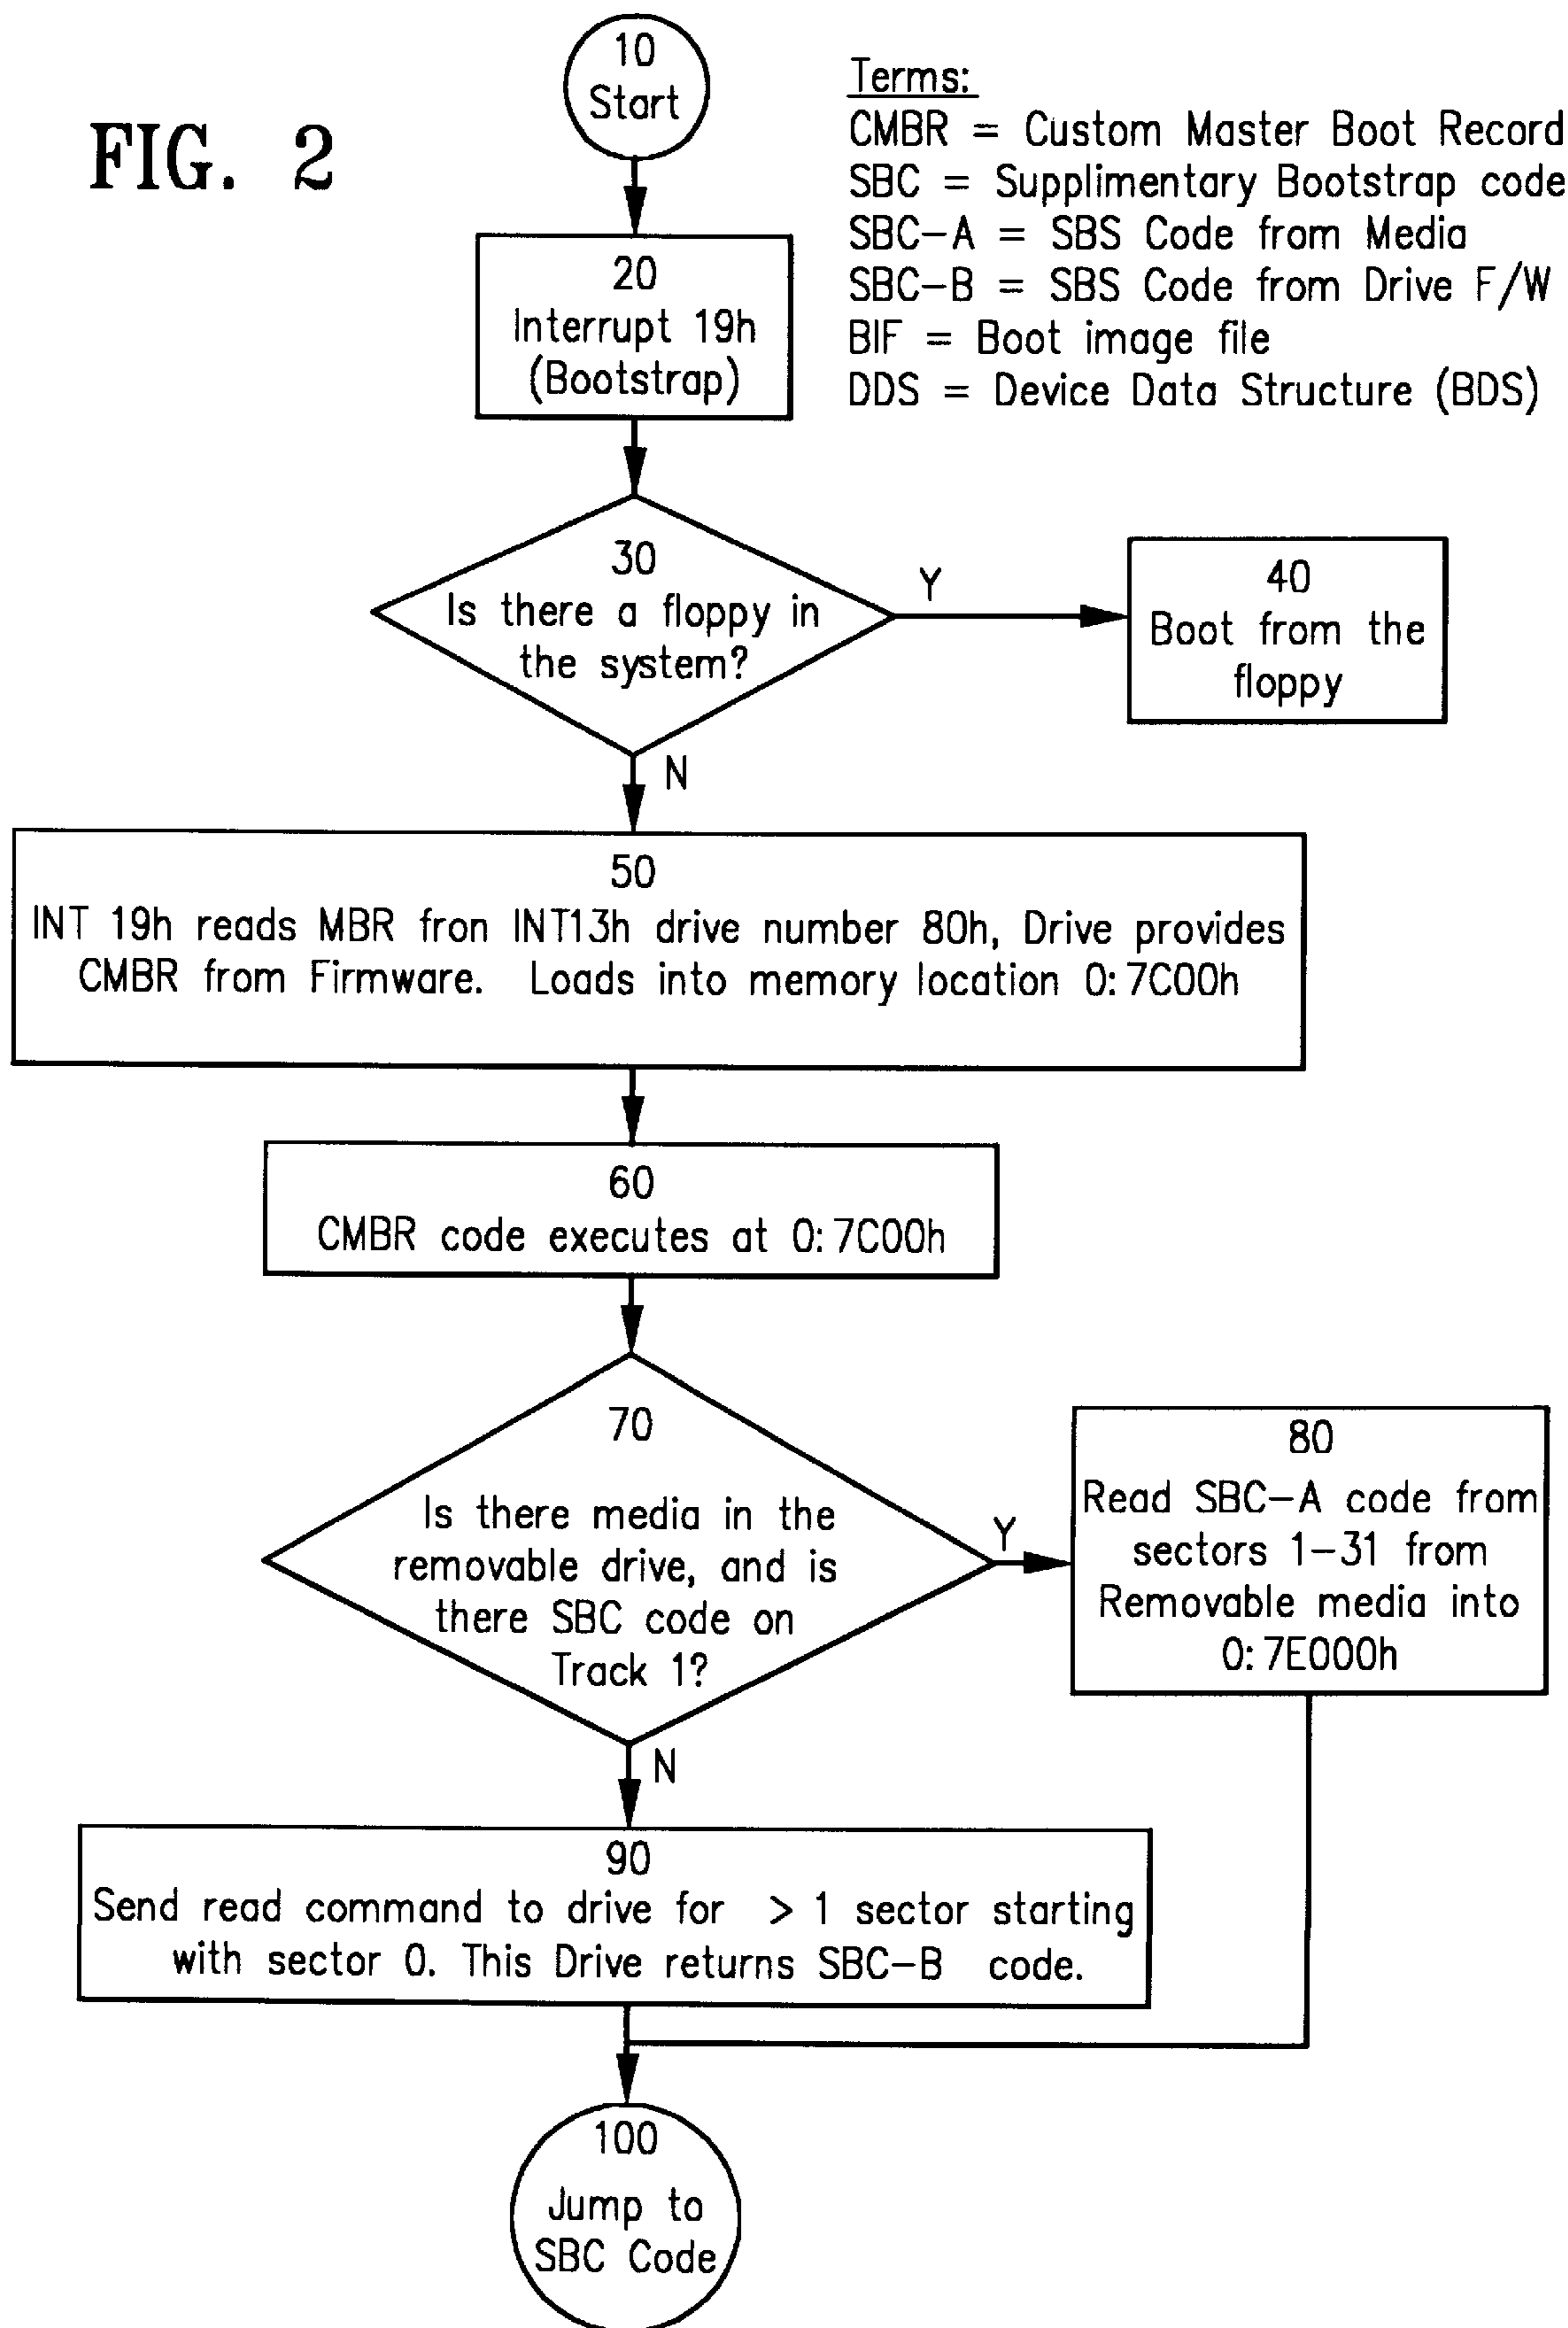 FIG. 2
10
Start
Terms:
CMBR = Custom Master Boot Record
SBC = Supplimentary Bootstrap code
SBC-A = SBS Code from Media
SBC-B = SBS Code from Drive F/W
BIF = Boot image file
DDS = Device Data Structure (BDS)
20
Interrupt 19h
(Bootstrap)
30
Is there a floppy in
the system?
Y
40
Boot from the
floppy
N
50
INT 19h reads MBR fron INT13h drive number 80h, Drive provides
CMBR from Firmware. Loads into memory location 0:7C00h
60
CMBR code executes at 0:7C00h
70
Is there media in the
removable drive, and is
there SBC code on
Track 1?
Y
80
Read SBC-A code from
sectors 1-31 from
Removable media into
0:7E000h
N
90
Send read command to drive for > 1 sector starting
with sector 0. This Drive returns SBC-B code.
100
Jump to
SBC Code